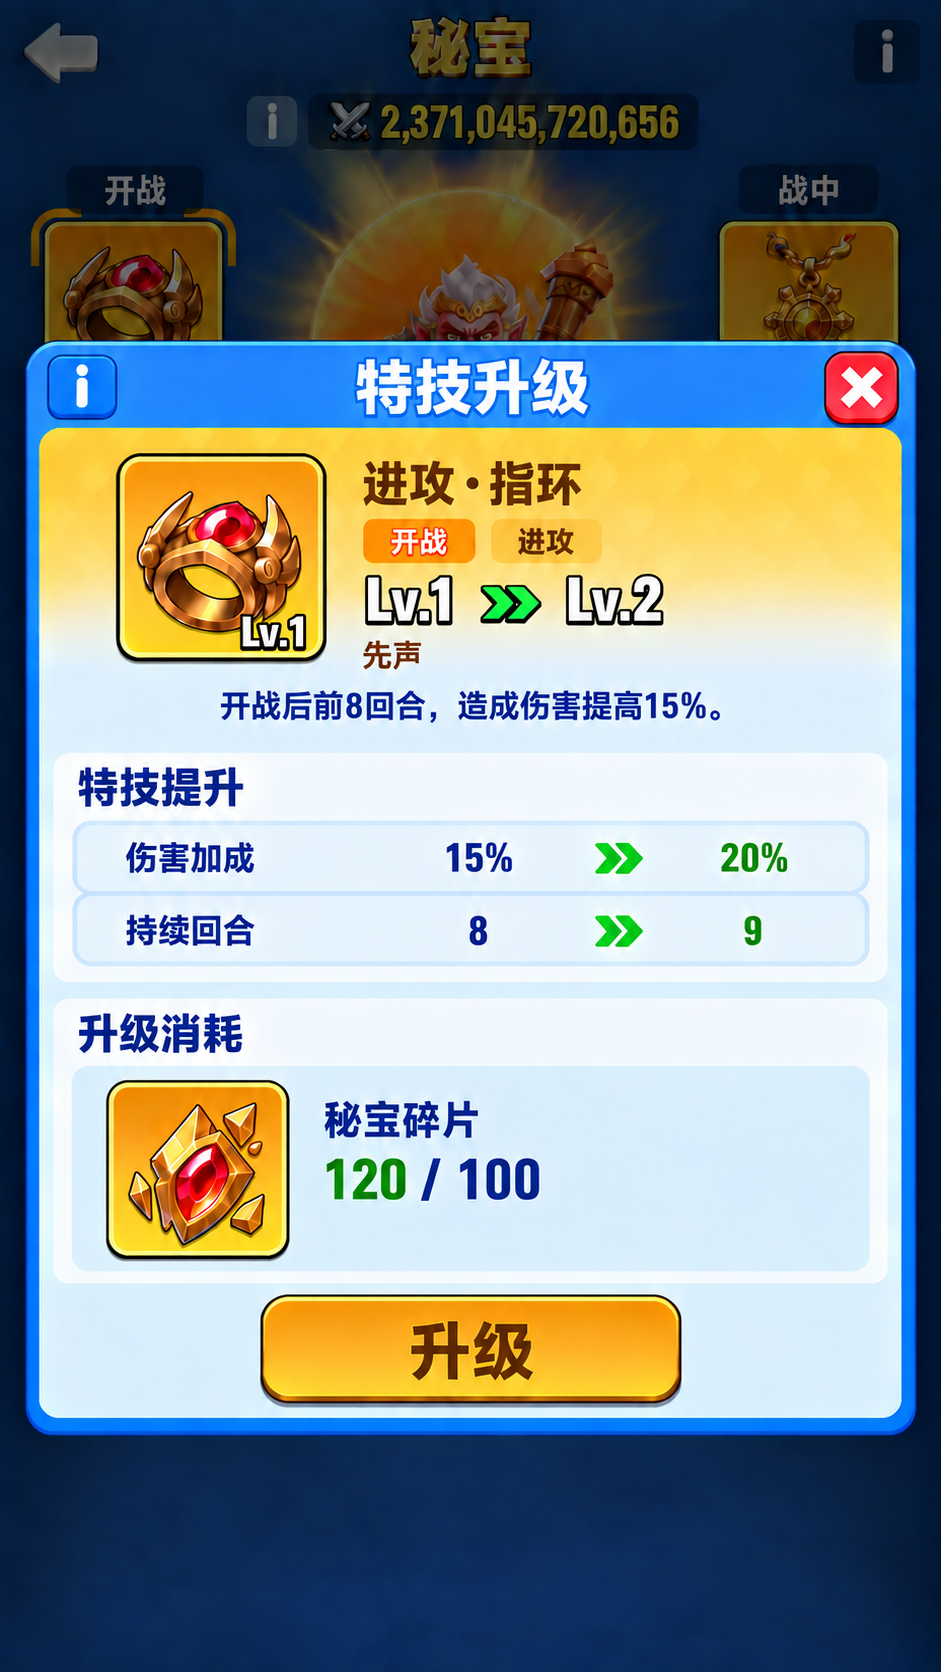 秘宝
i
i 2,371,045,720,656
开战 战中
i 特技升级
进攻·指环
开战 进攻
Lv.1 Lv.2
Lv.1
先声
开战后前8回合，造成伤害提高15%。
特技提升
伤害加成 15% 20%
持续回合 8 9
升级消耗
秘宝碎片
120 / 100
升级